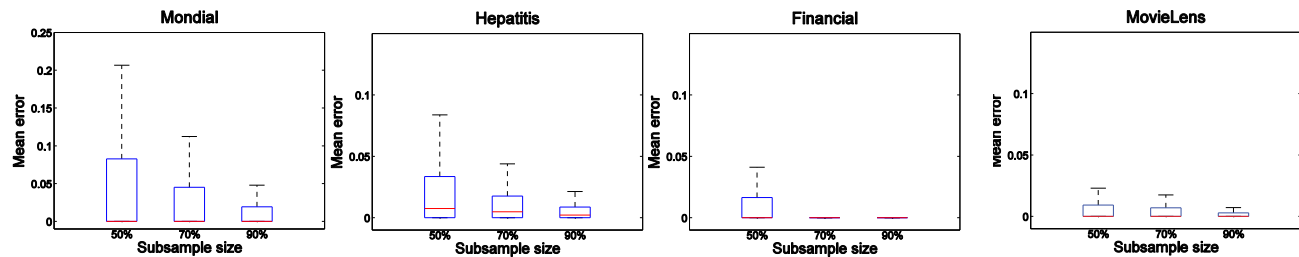 Mondial
Mean error
0.25
0.2
0.15
0.1
0.05
0
50%
70%
90%
Subsample size
Hepatitis
Mean error
0.1
0.05
0
50%
70%
90%
Subsample size
Financial
Mean error
0.1
0.05
0
50%
70%
90%
Subsample size
MovieLens
Mean error
0.1
0.05
0
50%
70%
90%
Subsample size